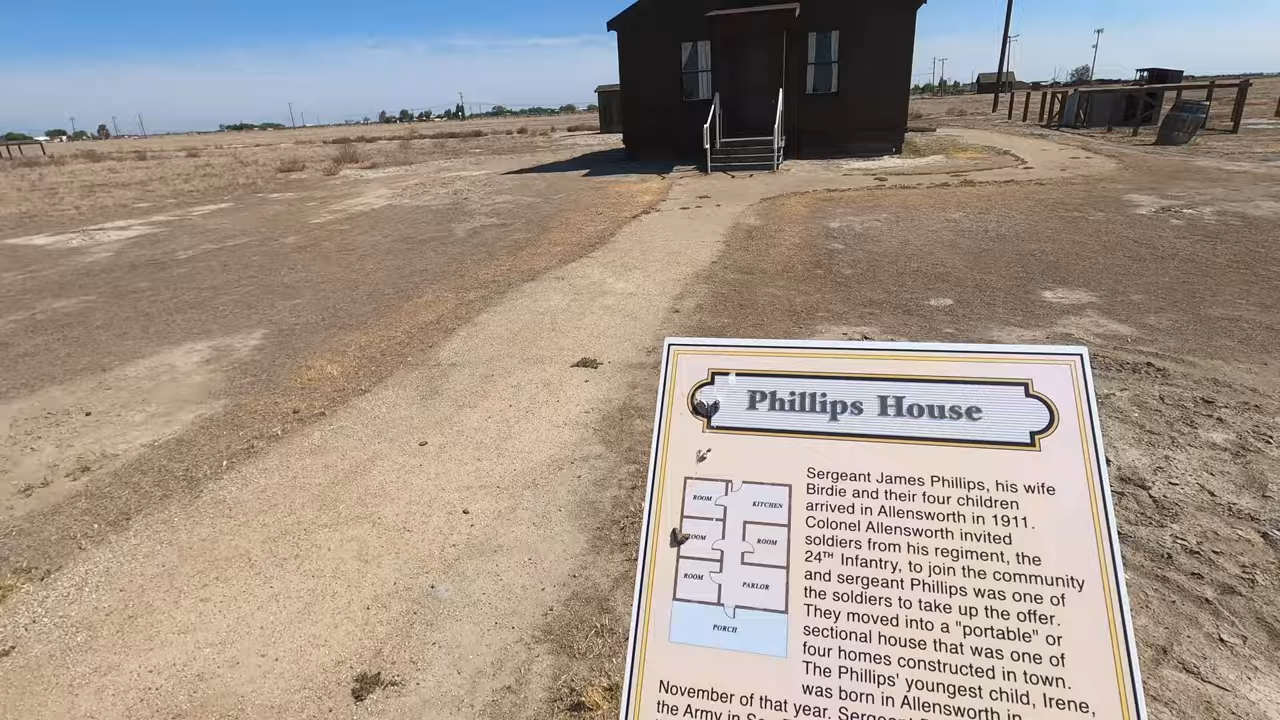 Phillips House
ROOM
KITCHEN
ROOM
ROOM
ROOM
PARLOR
PORCH
Sergeant James Phillips, his wife
Birdie and their four children
arrived in Allensworth in 1911.
Colonel Allensworth invited
soldiers from his regiment, the
24TH Infantry, to join the community
and sergeant Phillips was one of
the soldiers to take up the offer.
They moved into a "portable" or
sectional house that was one of
four homes constructed in town.
The Phillips' youngest child, Irene,
was born in Allensworth in
November of that year. Sergeant
the Army in